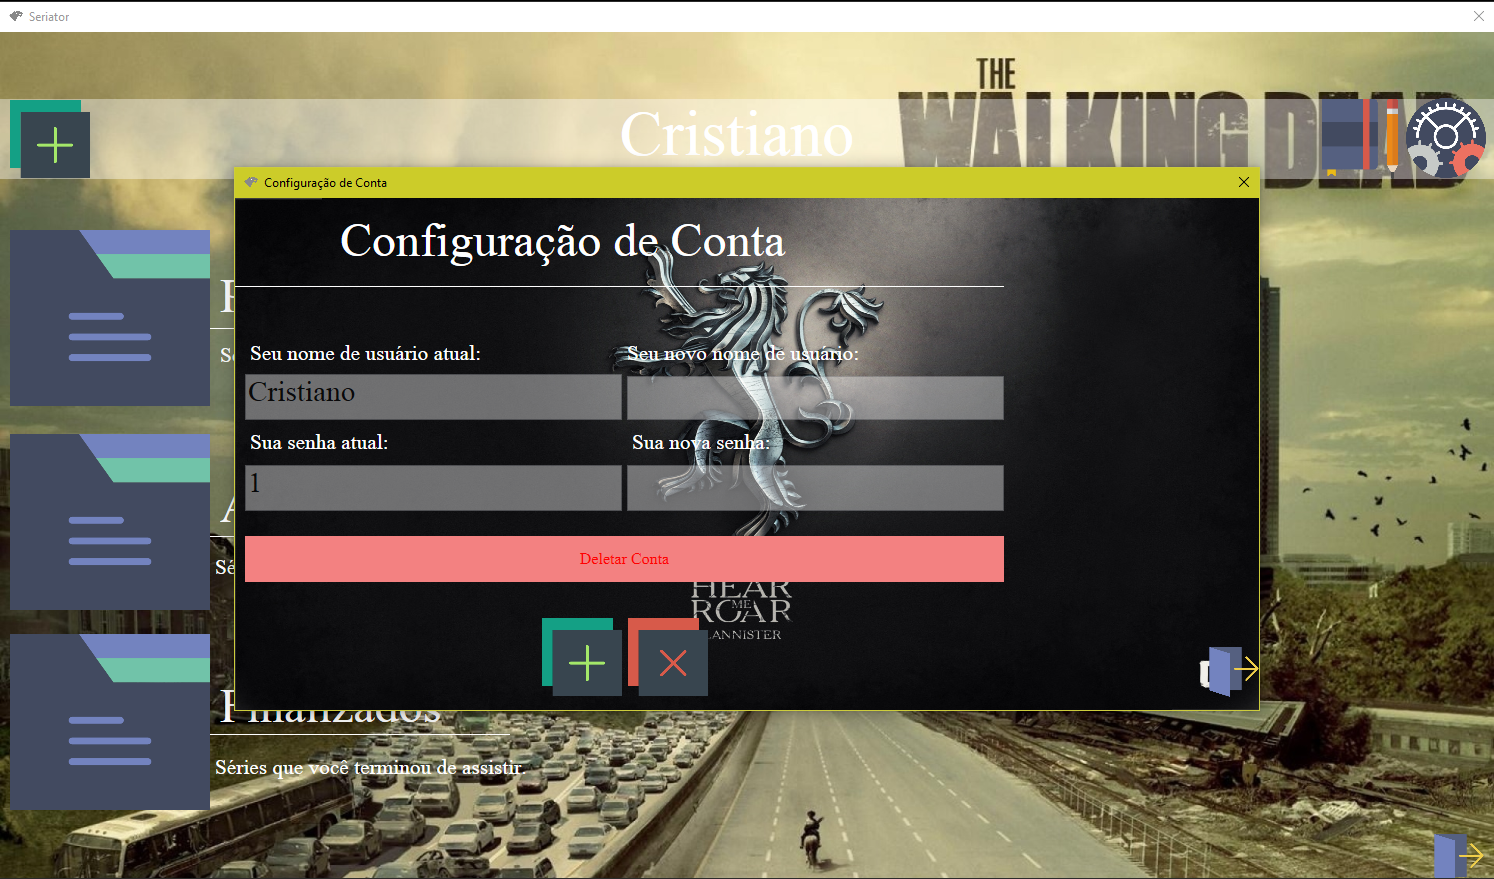 Seriator
THE
WALKING DEAD
Cristiano
Configuração de Conta
Configuração de Conta
Seu nome de usuário atual:
Seu novo nome de usuário:
Cristiano
Sua senha atual:
Sua nova senha:
1
Deletar Conta
HEAR
ME
ROAR
LANNISTER
Finalizados
Séries que você terminou de assistir.